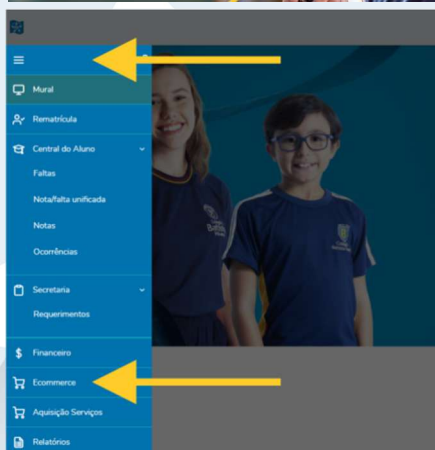 Mural
Rematrícula
Central do Aluno
Faltas
Nota/falta unificada
Notas
Ocorrências
Secretaria
Requerimentos
Financeiro
Ecommerce
Aquisição Serviços
Relatórios